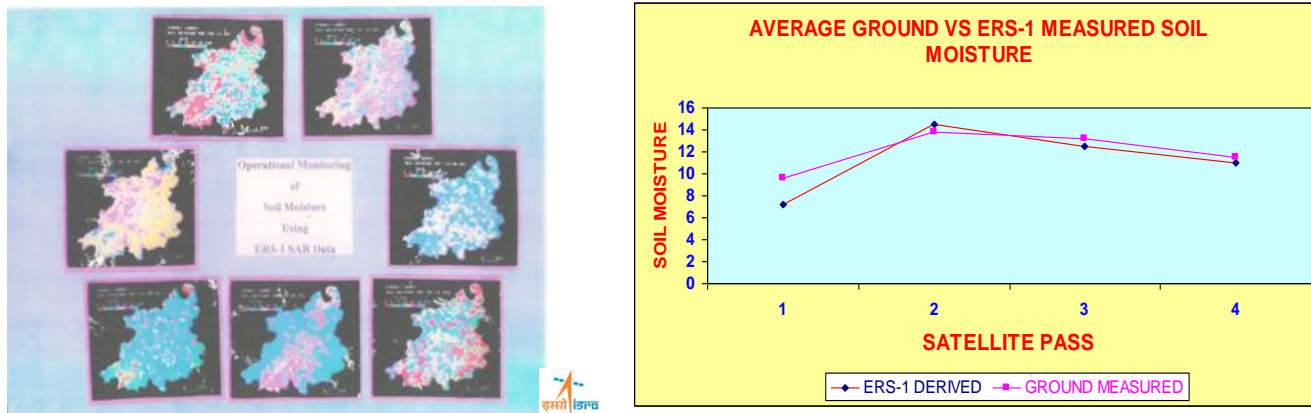 Operational Monitoring
of
Soil Moisture
Using
ERS-1 SAR Data
इसरो isro
AVERAGE GROUND VS ERS-1 MEASURED SOIL
MOISTURE
SOIL MOISTURE
16
14
12
10
8
6
4
2
0
1 2 3 4
SATELLITE PASS
ERS-1 DERIVED GROUND MEASURED